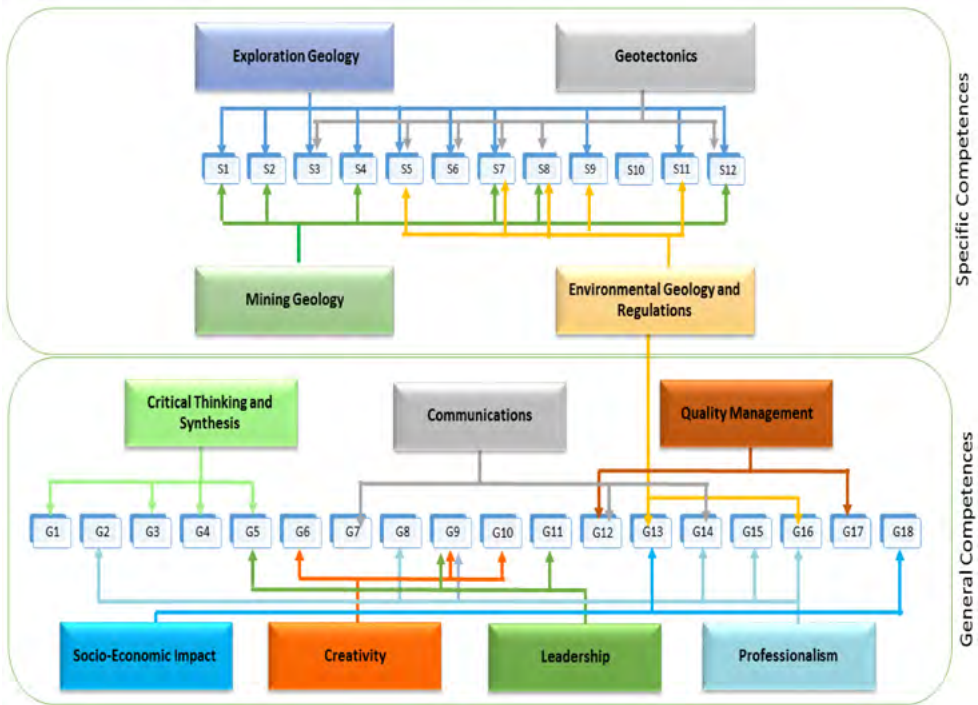 Exploration Geology
Geotectonics
S1 S2 S3 S4 S5 S6 S7 S8 S9 S10 S11 S12
Mining Geology
Environmental Geology and
Regulations
Specific Competences
Critical Thinking and
Synthesis
Communications
Quality Management
G1 G2 G3 G4 G5 G6 G7 G8 G9 G10 G11 G12 G13 G14 G15 G16 G17 G18
Socio-Economic Impact
Creativity
Leadership
Professionalism
General Competences